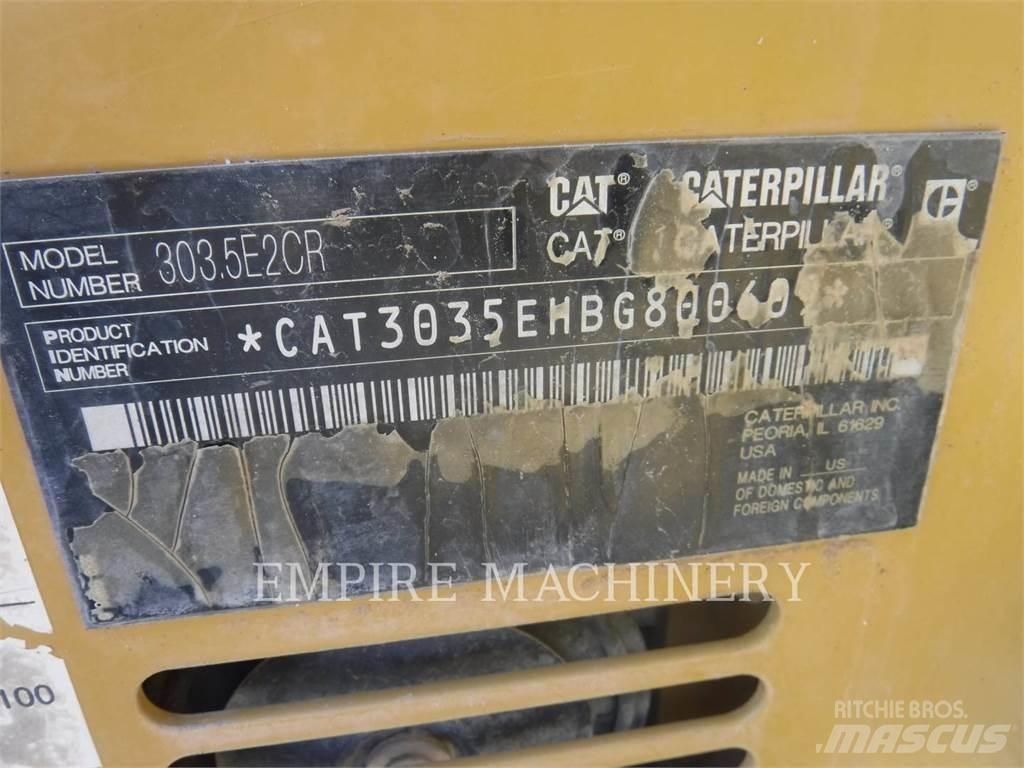 CAT® CATERPILLAR® ®
CAT® CATERPILLAR®
MODEL NUMBER 303.5E2CR
PRODUCT IDENTIFICATION NUMBER
CATERPILLAR INC.
PEORIA, IL 61629
USA
MADE IN US
OF DOMESTIC AND
FOREIGN COMPONENTS
EMPIRE MACHINERY
100
RITCHIE BROS.
MASCUS